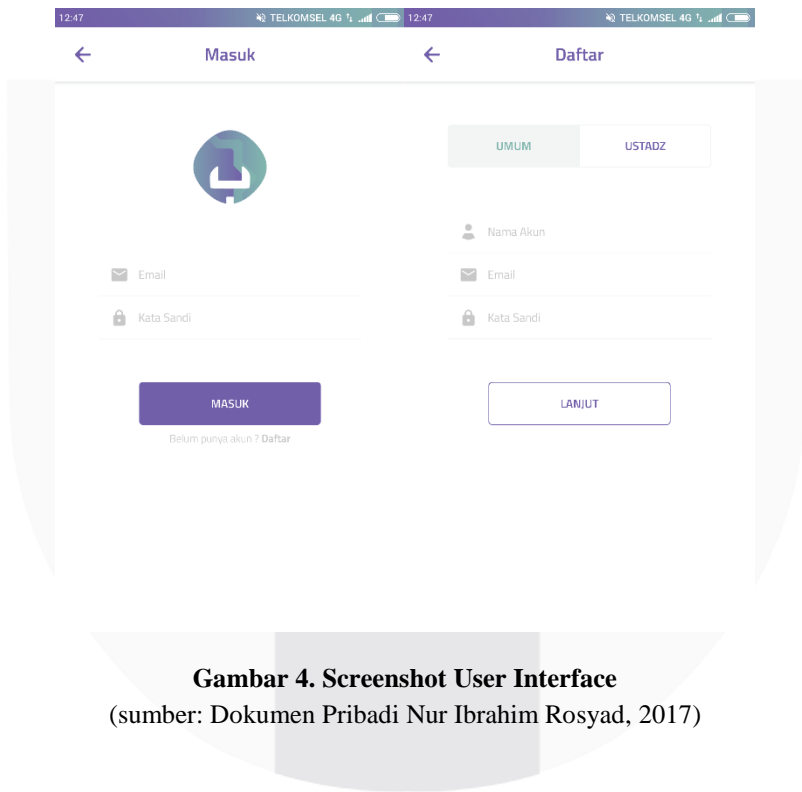 12:47
TELKOMSEL 4G
Masuk
Email
Kata Sandi
MASUK
Belum punya akun ? Daftar
12:47
TELKOMSEL 4G
Daftar
UMUM
USTADZ
Nama Akun
Email
Kata Sandi
LANJUT
Gambar 4. Screenshot User Interface
(sumber: Dokumen Pribadi Nur Ibrahim Rosyad, 2017)